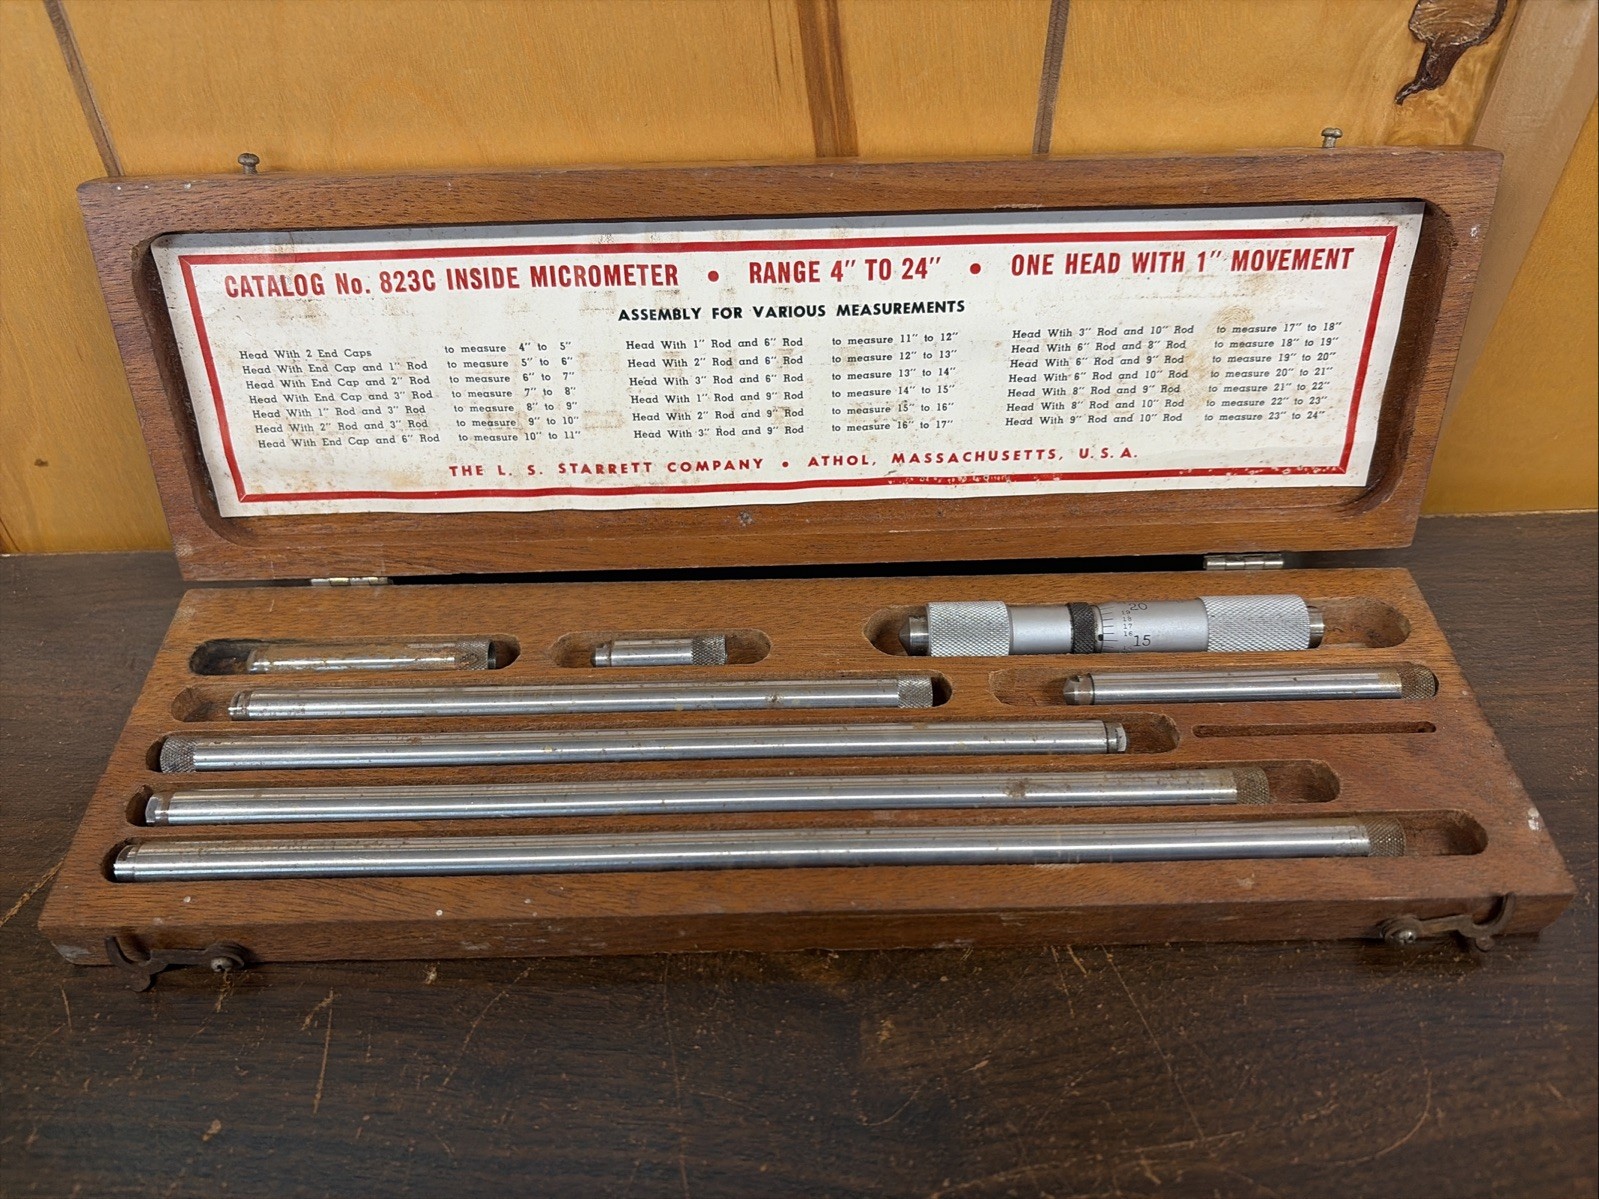 CATALOG No. 823C INSIDE MICROMETER • RANGE 4" TO 24" • ONE HEAD WITH 1" MOVEMENT
ASSEMBLY FOR VARIOUS MEASUREMENTS
Head With 2 End Caps to measure 4" to 5"
Head With End Cap and 1" Rod to measure 5" to 6"
Head With End Cap and 2" Rod to measure 6" to 7"
Head With End Cap and 3" Rod to measure 7" to 8"
Head With 1" Rod and 3" Rod to measure 8" to 9"
Head With 2" Rod and 3" Rod to measure 9" to 10"
Head With End Cap and 6" Rod to measure 10" to 11"
Head With 1" Rod and 6" Rod to measure 11" to 12"
Head With 2" Rod and 6" Rod to measure 12" to 13"
Head With 3" Rod and 6" Rod to measure 13" to 14"
Head With 1" Rod and 9" Rod to measure 14" to 15"
Head With 2" Rod and 9" Rod to measure 15" to 16"
Head With 3" Rod and 9" Rod to measure 16" to 17"
Head With 3" Rod and 10" Rod to measure 17" to 18"
Head With 6" Rod and 8" Rod to measure 18" to 19"
Head With 6" Rod and 9" Rod to measure 19" to 20"
Head With 6" Rod and 10" Rod to measure 20" to 21"
Head With 8" Rod and 9" Rod to measure 21" to 22"
Head With 8" Rod and 10" Rod to measure 22" to 23"
Head With 9" Rod and 10" Rod to measure 23" to 24"
THE L. S. STARRETT COMPANY • ATHOL, MASSACHUSETTS, U.S.A.
20
19
18
17
16
15